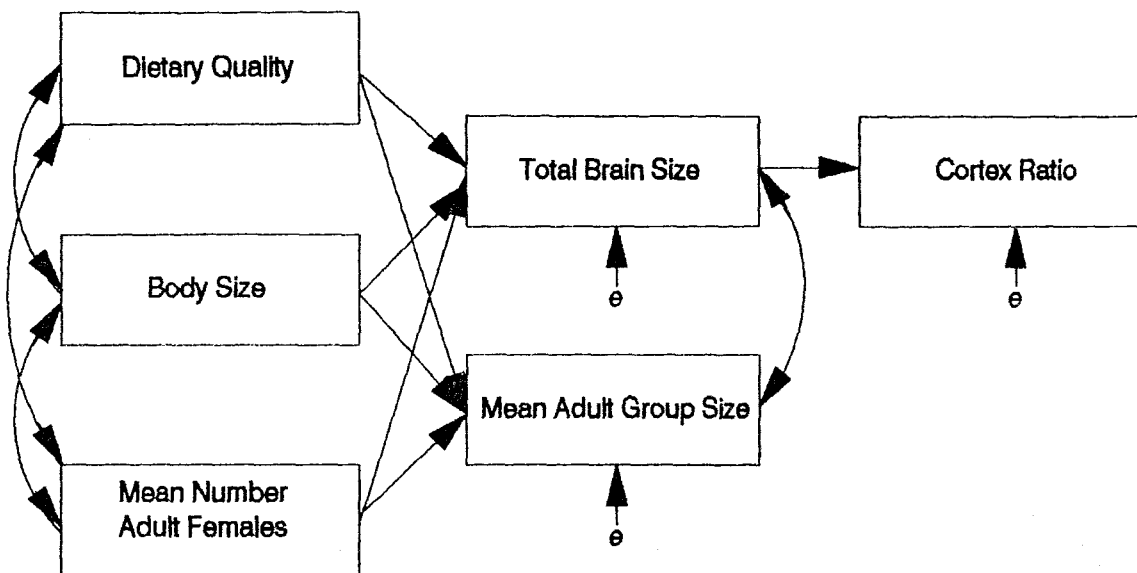 Dietary Quality
Total Brain Size
Cortex Ratio
Body Size
e
e
Mean Adult Group Size
Mean Number
Adult Females
e